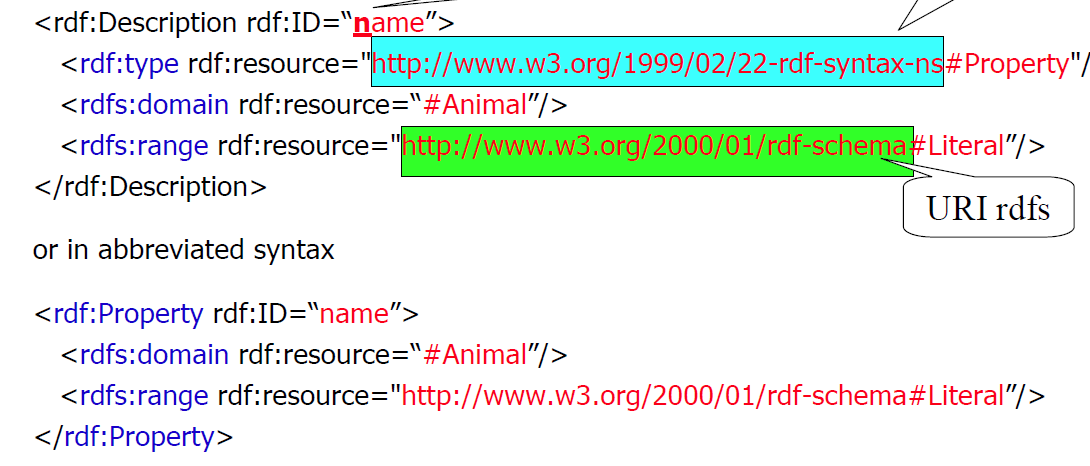 <rdf:Description rdf:ID=“name”>
<rdf:type rdf:resource="http://www.w3.org/1999/02/22-rdf-syntax-ns#Property"/
<rdfs:domain rdf:resource=“#Animal”/>
<rdfs:range rdf:resource="http://www.w3.org/2000/01/rdf-schema#Literal”/>
</rdf:Description>
URI rdfs
or in abbreviated syntax
<rdf:Property rdf:ID=“name”>
<rdfs:domain rdf:resource=“#Animal”/>
<rdfs:range rdf:resource="http://www.w3.org/2000/01/rdf-schema#Literal”/>
</rdf:Property>